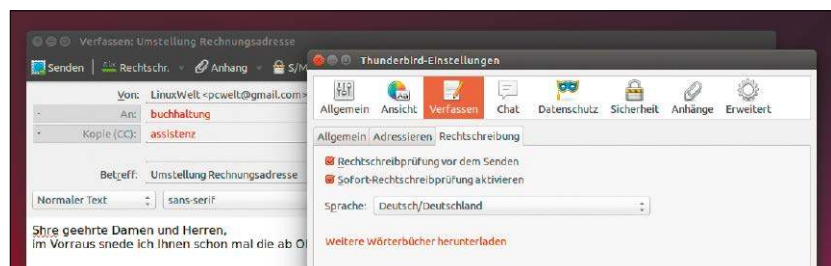 Verfassen: Umstellung Rechnungsadresse
Senden | Rechtschr. Anhang S/M
Von: LinuxWelt <pcwelt@gmail.com>
An: buchhaltung
Kopie (CC): assistenz
Betreff: Umstellung Rechnungsadresse
Normaler Text sans-serif
Shre geehrte Damen und Herren,
im Vorraus snede ich Ihnen schon mal die ab
Thunderbird-Einstellungen
Allgemein Ansicht Verfassen Chat Datenschutz Sicherheit Anhänge Erweitert
Allgemein Adressieren Rechtschreibung
Rechtschreibprüfung vor dem Senden
Sofort-Rechtschreibprüfung aktivieren
Sprache: Deutsch/Deutschland
Weitere Wörterbücher herunterladen